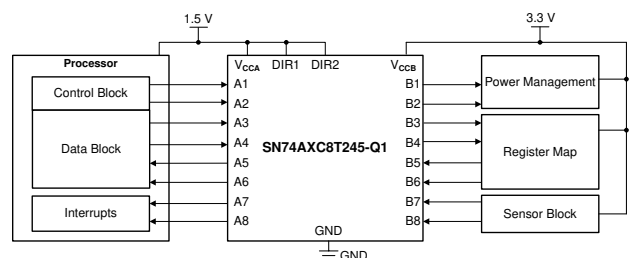 1.5 V
3.3 V
Processor
VCCA
DIR1
DIR2
VCCB
Control Block
A1
B1
Power Management
A2
B2
A3
B3
Data Block
A4
SN74AXC8T245-Q1
B4
Register Map
A5
B5
A6
B6
Interrupts
A7
B7
Sensor Block
A8
B8
GND
GND